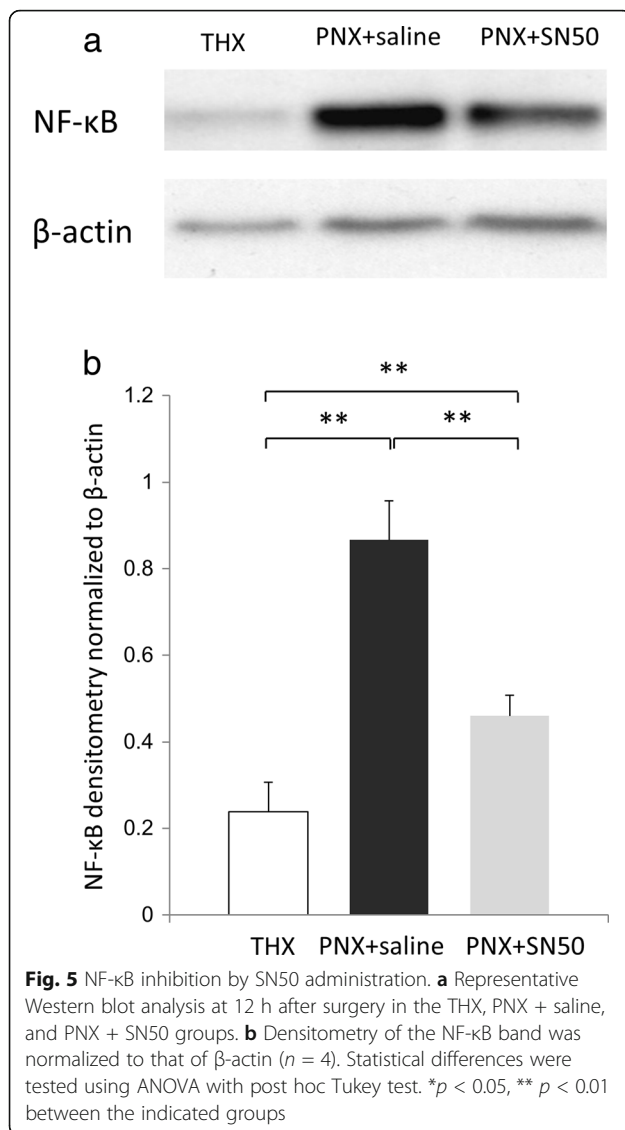 a
THX PNX+saline PNX+SN50
NF-κB
β-actin
b
NF-κB densitometry normalized to β-actin
** 
** **
1.2
1
0.8
0.6
0.4
0.2
0
THX PNX+saline PNX+SN50
Fig. 5 NF-κB inhibition by SN50 administration. a Representative
Western blot analysis at 12 h after surgery in the THX, PNX + saline,
and PNX + SN50 groups. b Densitometry of the NF-κB band was
normalized to that of β-actin (n = 4). Statistical differences were
tested using ANOVA with post hoc Tukey test. *p < 0.05, ** p < 0.01
between the indicated groups